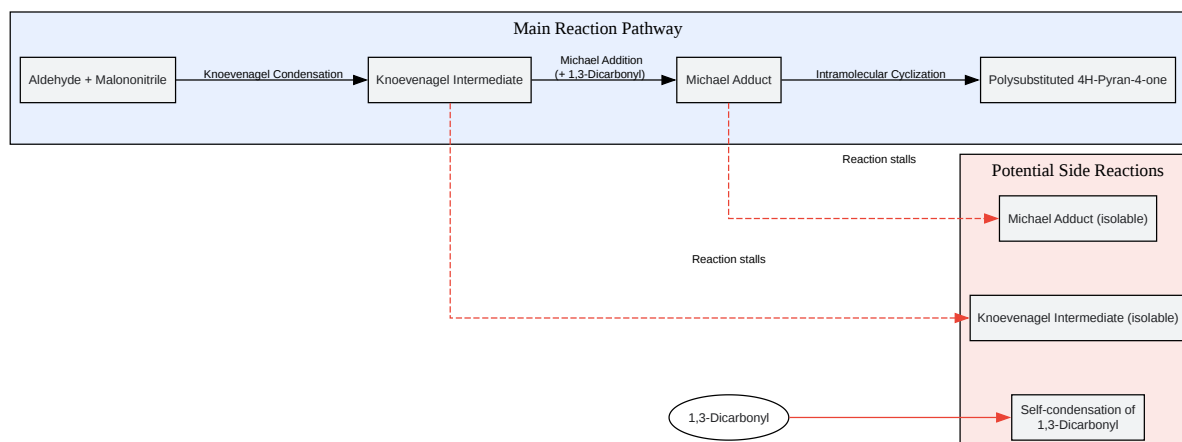 Main Reaction Pathway
Aldehyde + Malononitrile
Knoevenagel Condensation
Knoevenagel Intermediate
Michael Addition
(+ 1,3-Dicarbonyl)
Michael Adduct
Intramolecular Cyclization
Polysubstituted 4H-Pyran-4-one
Reaction stalls
Potential Side Reactions
Michael Adduct (isolable)
Reaction stalls
Knoevenagel Intermediate (isolable)
1,3-Dicarbonyl
Self-condensation of
1,3-Dicarbonyl